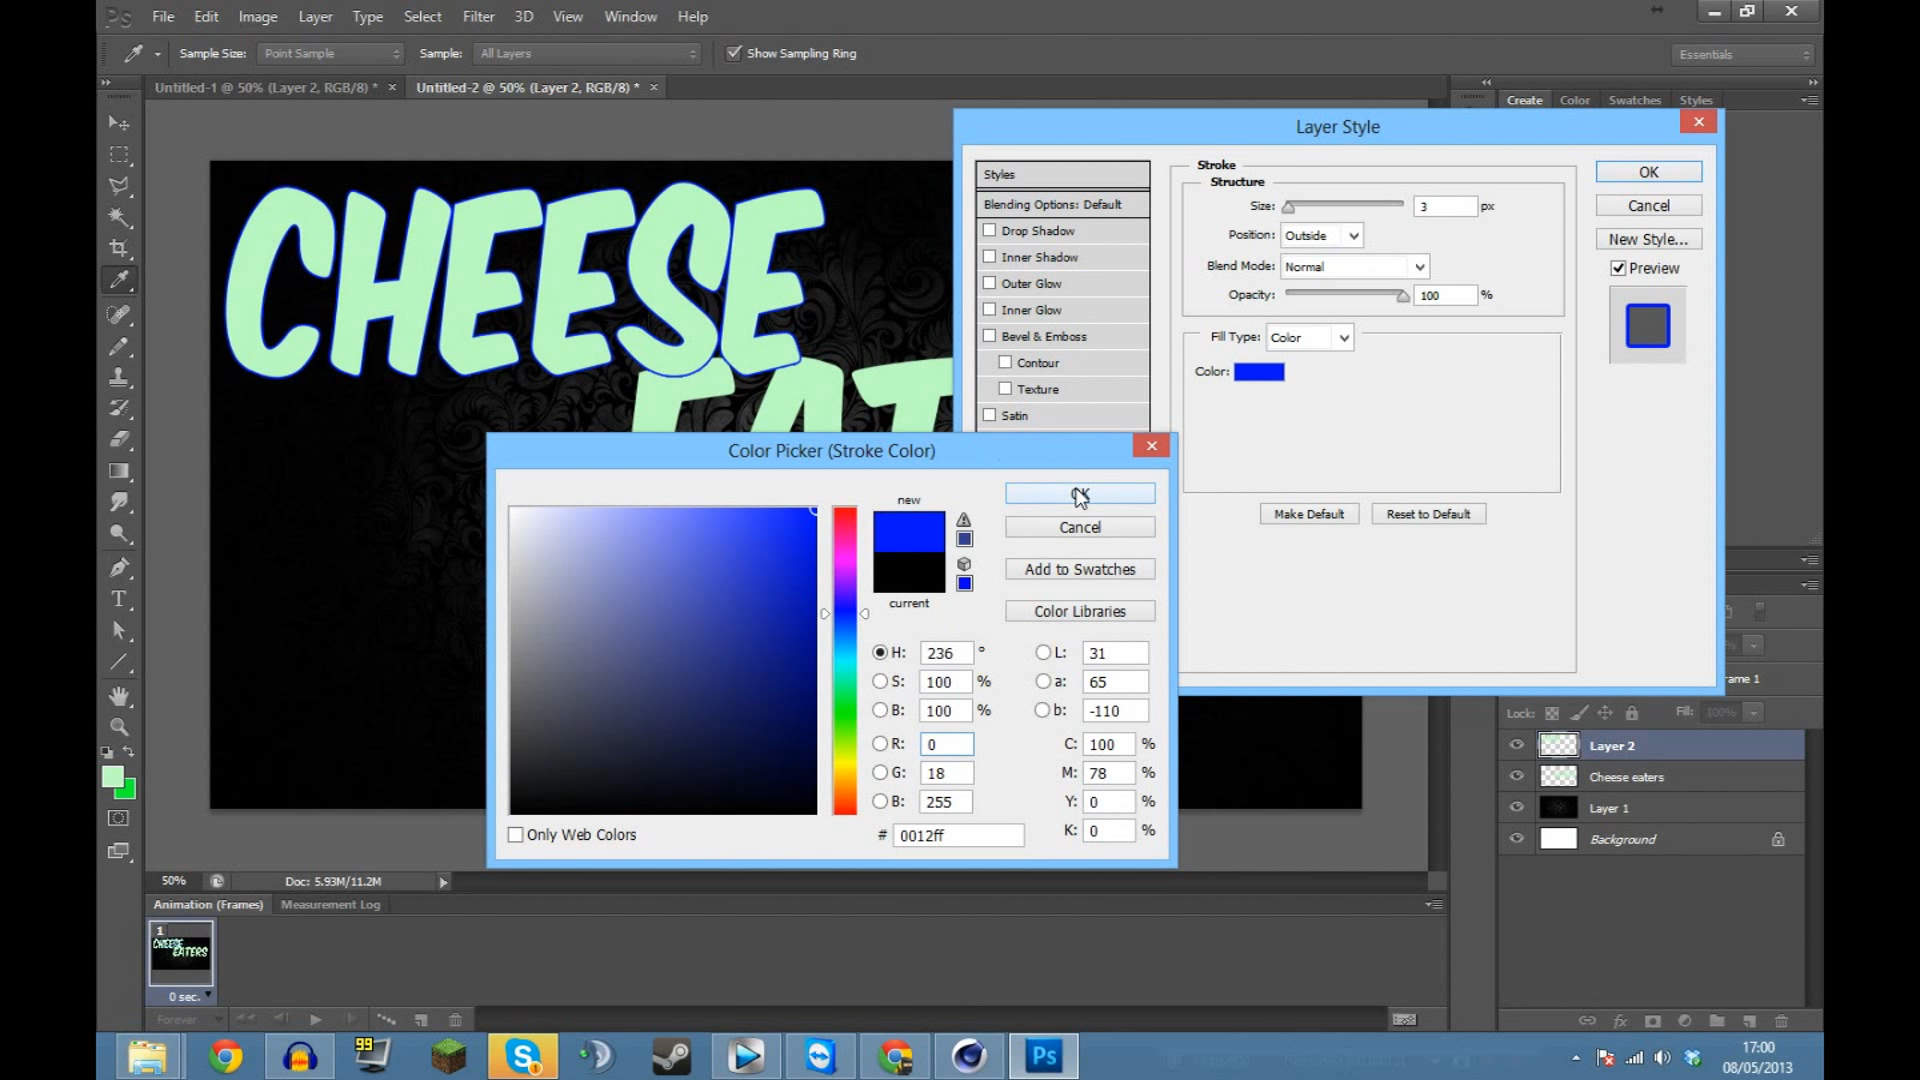 Ps File Edit Image Layer Type Select Filter 3D View Window Help
Sample Size: Point Sample Sample: All Layers Show Sampling Ring Essentials
Untitled-1 @ 50% (Layer 2, RGB/8) * × Untitled-2 @ 50% (Layer 2, RGB/8) * ×
Create Color Swatches Styles
CHEESE
EAT
Layer Style
Styles
Blending Options: Default
Drop Shadow
Inner Shadow
Outer Glow
Inner Glow
Bevel & Emboss
Contour
Texture
Satin
Stroke
Structure
Size: 3 px
Position: Outside
Blend Mode: Normal
Opacity: 100 %
Fill Type: Color
Color:
Make Default Reset to Default
OK
Cancel
New Style...
Preview
Color Picker (Stroke Color)
new
current
Cancel
Add to Swatches
Color Libraries
H: 236 ° L: 31
S: 100 % a: 65
B: 100 % b: -110
R: 0 C: 100 %
G: 18 M: 78 %
B: 255 Y: 0 %
# 0012ff K: 0 %
Only Web Colors
rame 1
Lock: Fill: 100%
Layer 2
Cheese eaters
Layer 1
Background
50% Doc: 5.93M/11.2M
Animation (Frames) Measurement Log
1
CHEESE
EATERS
0 sec.
Forever
99
Ps
17:00
08/05/2013